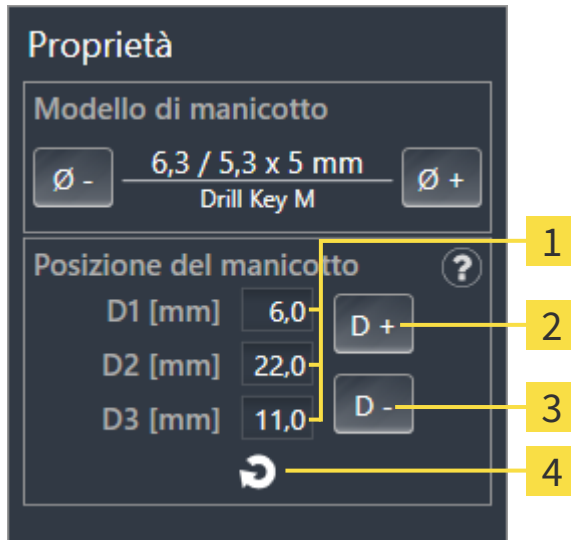 Proprietà
Modello di manicotto
Ø -
6,3 / 5,3 x 5 mm
Drill Key M
Ø +
Posizione del manicotto
?
D1 [mm] 6,0
D2 [mm] 22,0
D3 [mm] 11,0
D +
D -
1
2
3
4